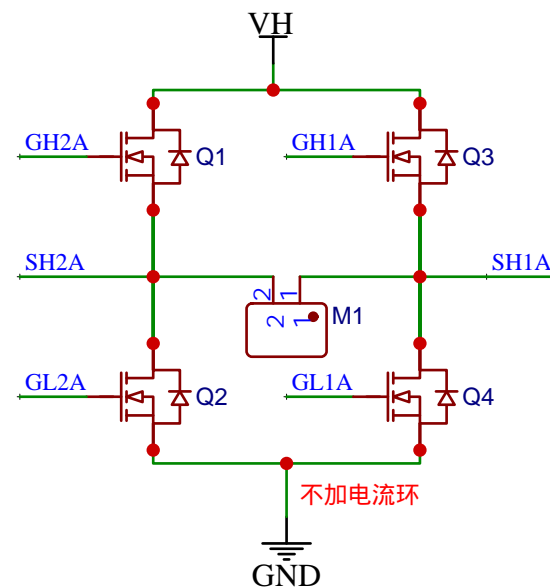 VH
GH2A
Q1
GH1A
Q3
SH2A
SH1A
2
1
2
1
M1
GL2A
Q2
GL1A
Q4
不加电流环
GND